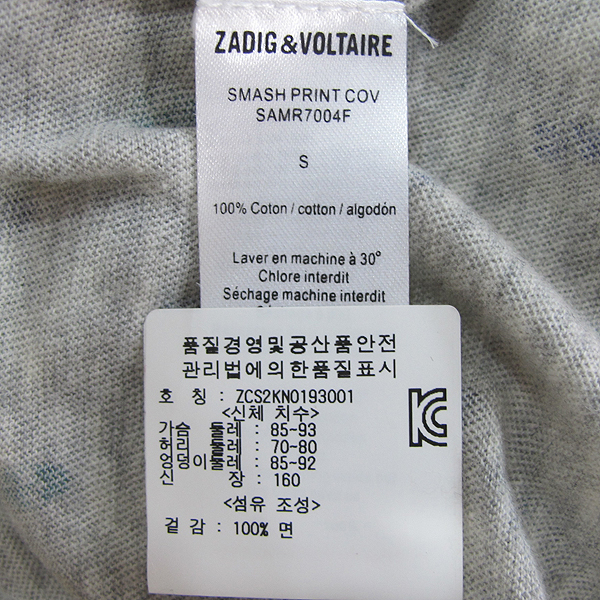 ZADIG & VOLTAIRE
SMASH PRINT COV
SAMR7004F
S
100% Coton / cotton / algodón
Laver en machine à 30°
Chlore interdit
Séchage machine interdit
품질경영및공산품안전
관리법에의한품질표시
호 칭 : ZCS2KN0193001
<신체 치수>
가슴 둘레 : 85~93
허리 둘레 : 70-80
엉덩이둘레 : 85~92
신 장 : 160
<섬유 조성>
겉 감 : 100% 면
KC